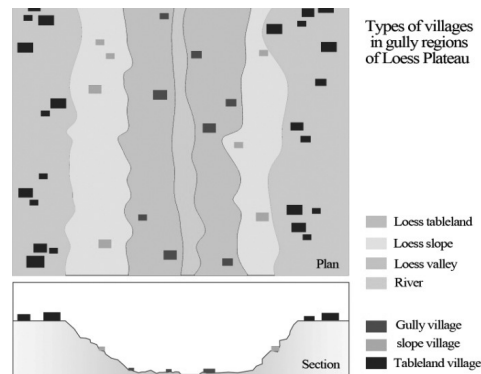 Types of villages
in gully regions
of Loess Plateau
Loess tableland
Loess slope
Loess valley
River
Plan
Gully village
slope village
Tableland village
Section